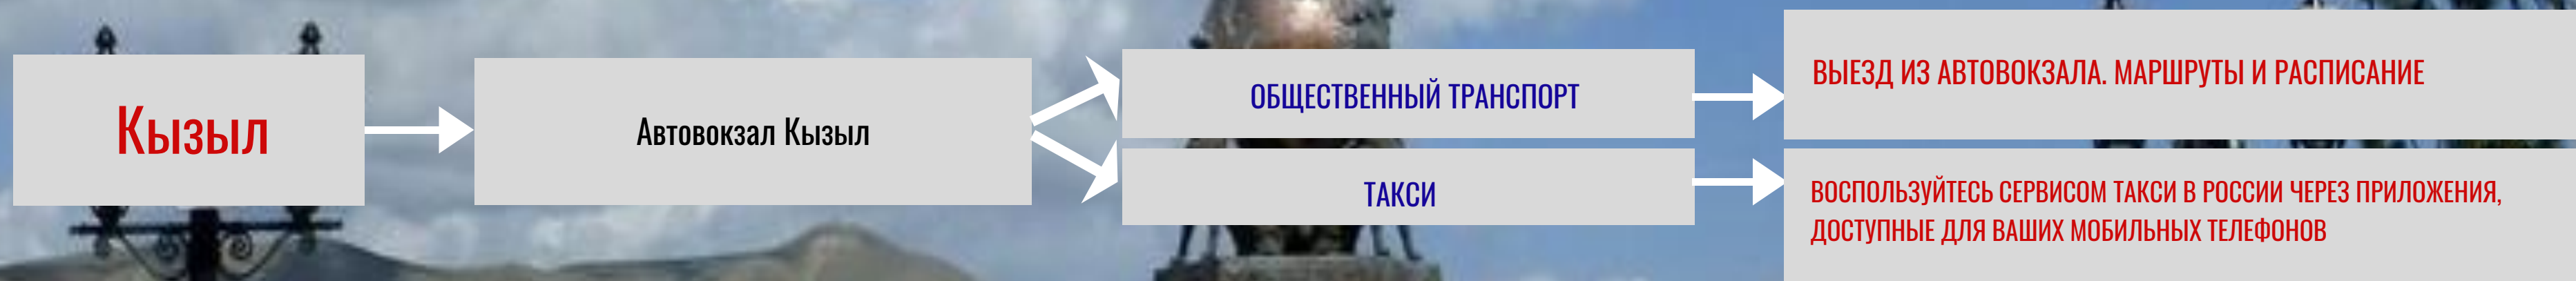 Кызыл
Автовокзал Кызыл
ОБЩЕСТВЕННЫЙ ТРАНСПОРТ
ТАКСИ
ВЫЕЗД ИЗ АВТОВОКЗАЛА. МАРШРУТЫ И РАСПИСАНИЕ
ВОСПОЛЬЗУЙТЕСЬ СЕРВИСОМ ТАКСИ В РОССИИ ЧЕРЕЗ ПРИЛОЖЕНИЯ,
ДОСТУПНЫЕ ДЛЯ ВАШИХ МОБИЛЬНЫХ ТЕЛЕФОНОВ